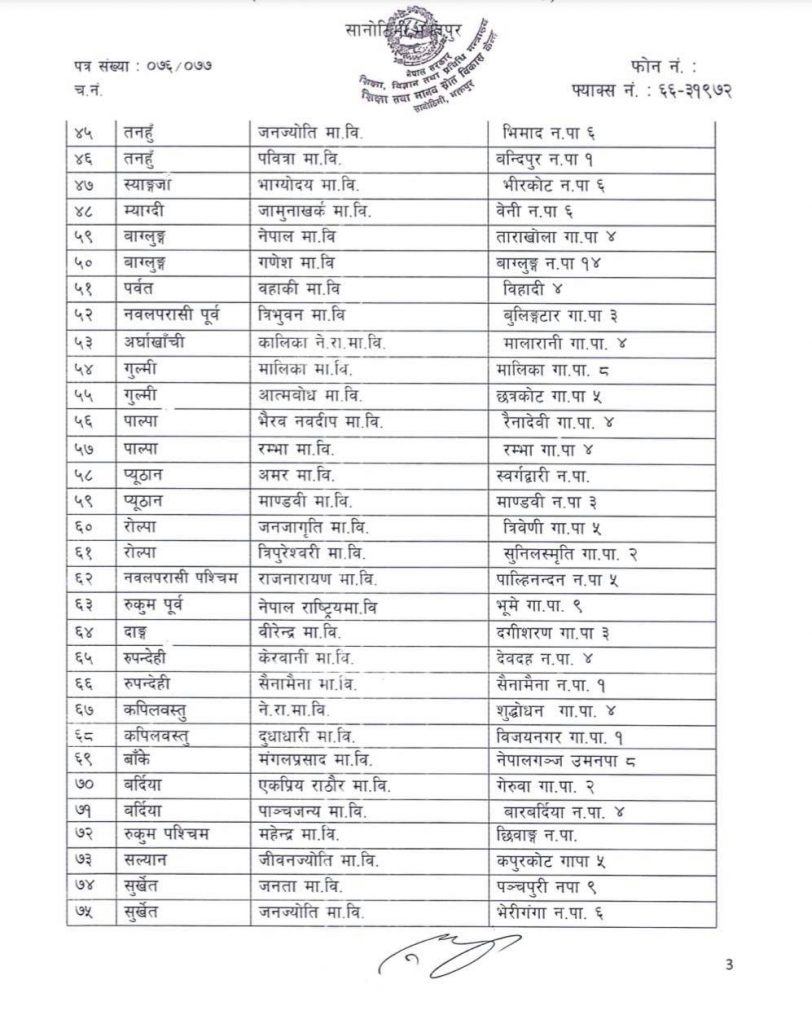 सानोठिमी भक्तपुर
नेपाल सरकार
शिक्षा, विज्ञान तथा प्रविधि मन्त्रालय
शिक्षा तथा मानव स्रोत विकास केन्द्र
सानोठिमी, भक्तपुर
पत्र संख्या : ०७६/०७७ फोन नं. :
च.नं. फ्याक्स नं. : ६६-३१९७२
४५ तनहुँ जनज्योति मा.वि. भिमाद न.पा ६
४६ तनहुँ पवित्रा मा.वि. बन्दिपुर न.पा १
४७ स्याङ्गजा भाग्योदय मा.वि. भीरकोट न.पा ६
४८ म्याग्दी जामुनाखर्क मा.वि. वेनी न.पा ६
५९ बाग्लुङ्ग नेपाल मा.वि ताराखोला गा.पा ४
५० बाग्लुङ्ग गणेश मा.वि बाग्लुङ्ग न.पा १४
५१ पर्वत वहाकी मा.वि विहादी ४
५२ नवलपरासी पूर्व त्रिभुवन मा.वि बुलिङ्गटार गा.पा ३
५३ अर्घाखाँची कालिका ने.रा.मा.वि. मालारानी गा.पा. ४
५४ गुल्मी मालिका मा.वि. मालिका गा.पा. ८
५५ गुल्मी आत्मबोध मा.वि. छत्रकोट गा.पा ५
५६ पाल्पा भैरव नवदीप मा.वि. रैनादेवी गा.पा. ४
५७ पाल्पा रम्भा मा.वि. रम्भा गा.पा ४
५८ प्यूठान अमर मा.वि. स्वर्गद्वारी न.पा.
५९ प्यूठान माण्डवी मा.वि. माण्डवी न.पा ३
६० रोल्पा जनजागृति मा.वि. त्रिवेणी गा.पा ५
६१ रोल्पा त्रिपुरेश्वरी मा.वि. सुनिलस्मृति गा.पा. २
६२ नवलपरासी पश्चिम राजनारायण मा.वि. पाल्हिनन्दन न.पा ५
६३ रुकुम पूर्व नेपाल राष्ट्रियमा.वि भूमे गा.पा. ९
६४ दाङ्ग वीरेन्द्र मा.वि. दगीशरण गा.पा ३
६५ रुपन्देही केरवानी मा.वि. देवदह न.पा. ४
६६ रुपन्देही सैनामैना मा.वि. सैनामैना न.पा. १
६७ कपिलवस्तु ने.रा.मा.वि. शुद्धोधन गा.पा. ४
६८ कपिलवस्तु दुधाधारी मा.वि. विजयनगर गा.पा. १
६९ बाँके मंगलप्रसाद मा.वि. नेपालगञ्ज उमनपा ८
७० बर्दिया एकप्रिय राठौर मा.वि. गेरुवा गा.पा. २
७१ बर्दिया पाञ्चजन्य मा.वि. बारबर्दिया न.पा. ४
७२ रुकुम पश्चिम महेन्द्र मा.वि. छिवाङ्ग न.पा.
७३ सल्यान जीवनज्योति मा.वि. कपुरकोट गापा ५
७४ सुर्खेत जनता मा.वि. पञ्चपुरी नपा ९
७५ सुर्खेत जनज्योति मा.वि. भेरीगंगा न.पा. ६
3